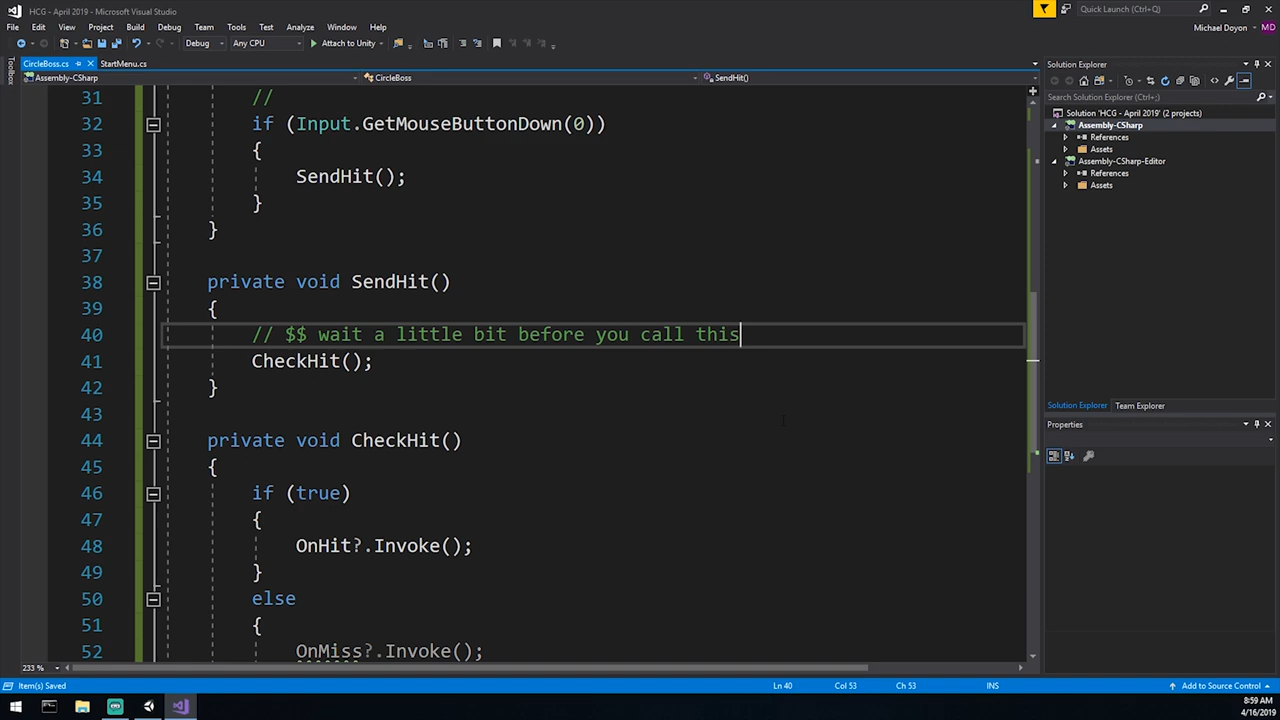 HCG - April 2019 - Microsoft Visual Studio
Quick Launch (Ctrl+Q)
File Edit View Project Build Debug Team Tools Test Analyze Window Help
Michael Doyon MD
Debug Any CPU Attach to Unity
CircleBoss.cs StartMenu.cs
Toolbox
Assembly-CSharp CircleBoss SendHit()
31 //
32 if (Input.GetMouseButtonDown(0))
33 {
34 SendHit();
35 }
36 }
37
38 private void SendHit()
39 {
40 // $$ wait a little bit before you call this
41 CheckHit();
42 }
43
44 private void CheckHit()
45 {
46 if (true)
47 {
48 OnHit?.Invoke();
49 }
50 else
51 {
52 OnMiss?.Invoke();
233 %
Solution Explorer
Search Solution Explorer (Ctrl+;)
Solution 'HCG - April 2019' (2 projects)
Assembly-CSharp
References
Assets
Assembly-CSharp-Editor
References
Assets
Solution Explorer Team Explorer
Properties
Item(s) Saved Ln 40 Col 53 Ch 53 INS Add to Source Control
8:59 AM
4/16/2019